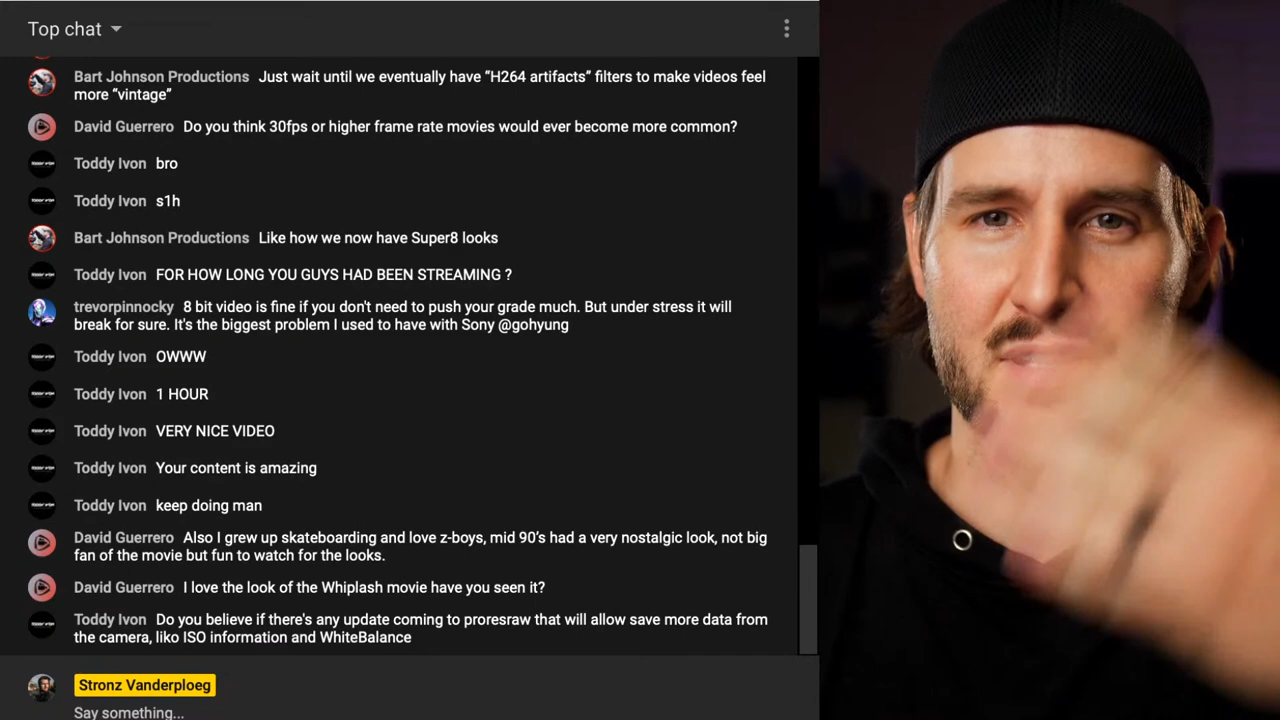 Top chat
Bart Johnson Productions Just wait until we eventually have “H264 artifacts” filters to make videos feel
more “vintage”
David Guerrero Do you think 30fps or higher frame rate movies would ever become more common?
Toddy Ivon bro
Toddy Ivon s1h
Bart Johnson Productions Like how we now have Super8 looks
Toddy Ivon FOR HOW LONG YOU GUYS HAD BEEN STREAMING ?
trevorpinnocky 8 bit video is fine if you don't need to push your grade much. But under stress it will
break for sure. It's the biggest problem I used to have with Sony @gohyung
Toddy Ivon OWWW
Toddy Ivon 1 HOUR
Toddy Ivon VERY NICE VIDEO
Toddy Ivon Your content is amazing
Toddy Ivon keep doing man
David Guerrero Also I grew up skateboarding and love z-boys, mid 90’s had a very nostalgic look, not big
fan of the movie but fun to watch for the looks.
David Guerrero I love the look of the Whiplash movie have you seen it?
Toddy Ivon Do you believe if there's any update coming to proresraw that will allow save more data from
the camera, liko ISO information and WhiteBalance
Stronz Vanderploeg
Say something...